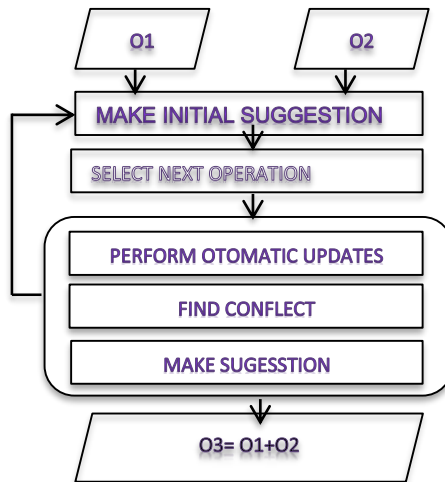 O1
O2
MAKE INITIAL SUGGESTION
SELECT NEXT OPERATION
PERFORM OTOMATIC UPDATES
FIND CONFLECT
MAKE SUGESSTION
O3= O1+O2